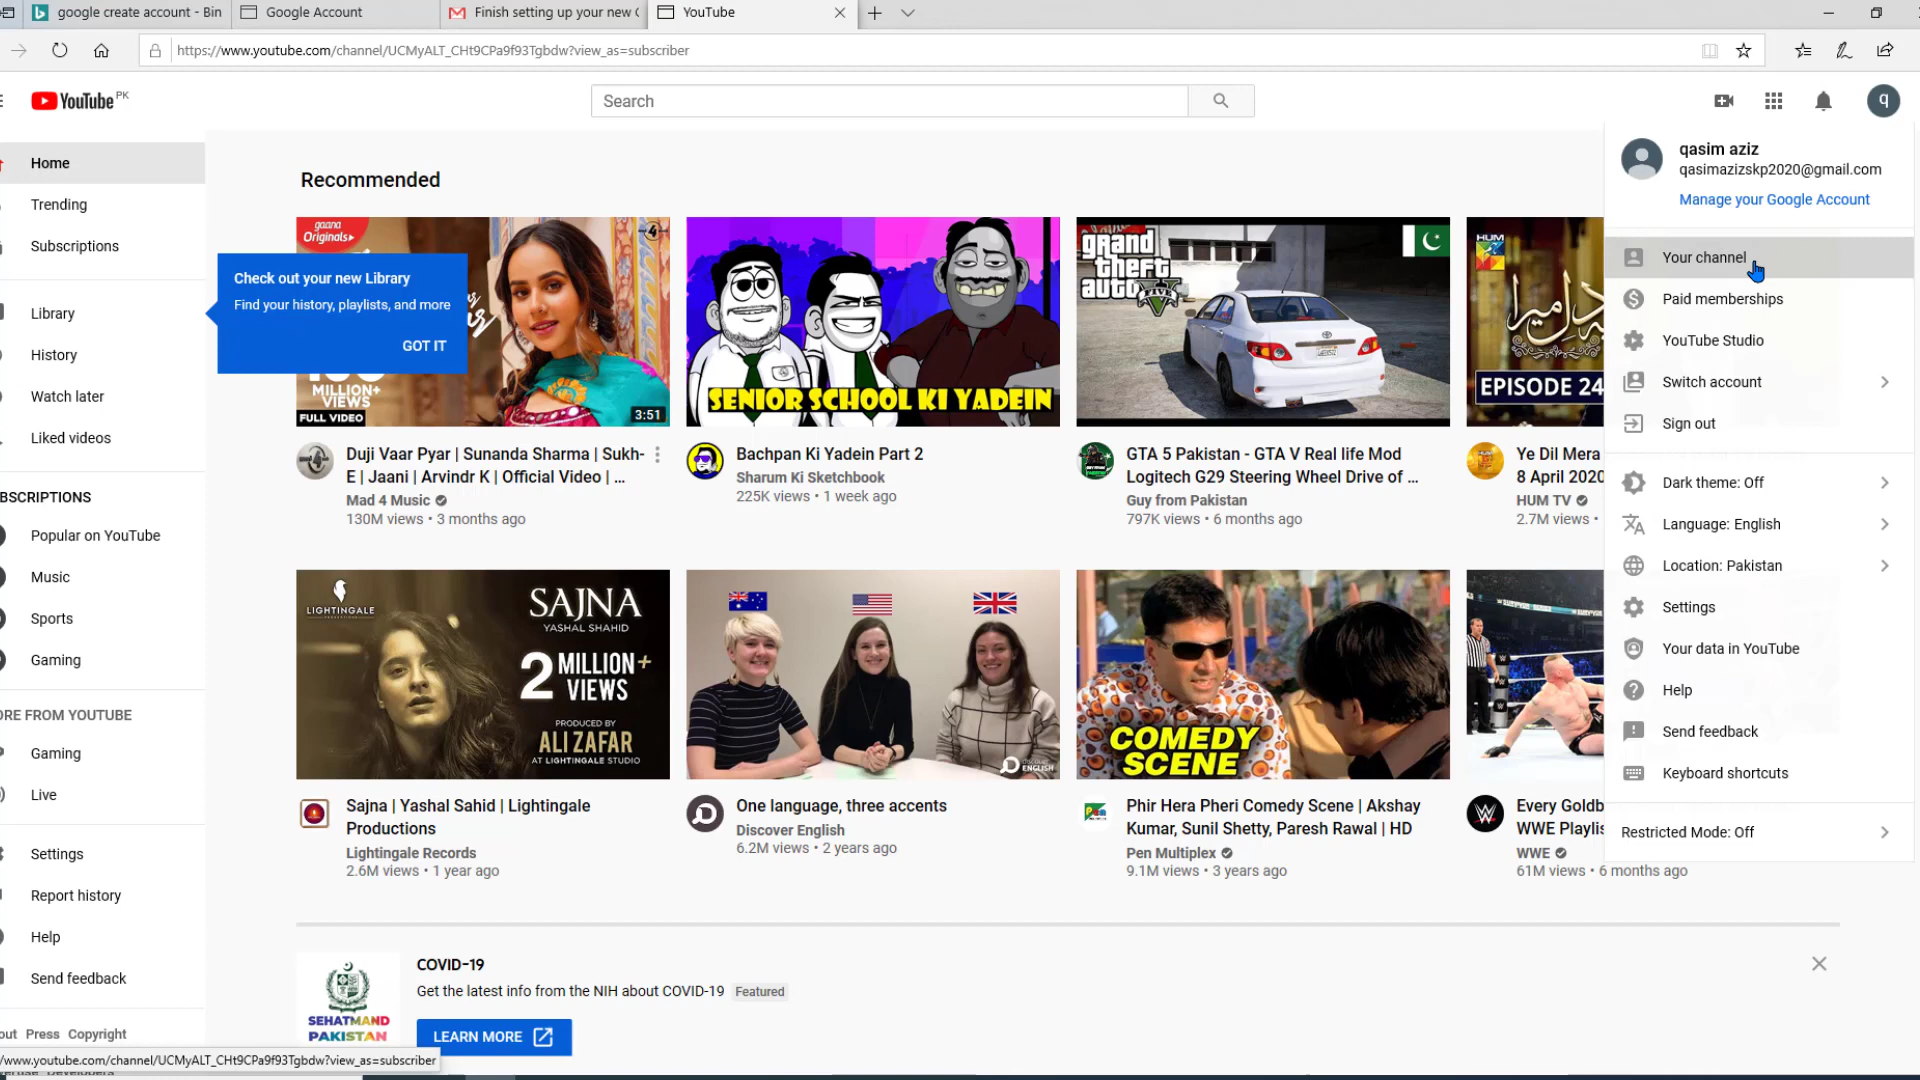 google create account - Bin
Google Account
Finish setting up your new G
YouTube
https://www.youtube.com/channel/UCMyALT_CHt9CPa9f93Tgbdw?view_as=subscriber
YouTube PK
Search
q
Home
Trending
Subscriptions
Library
History
Watch later
Liked videos
BSCRIPTIONS
Popular on YouTube
Music
Sports
Gaming
ORE FROM YOUTUBE
Gaming
Live
Settings
Report history
Help
Send feedback
out Press Copyright
Developers
/www.youtube.com/channel/UCMyALT_CHt9CPa9f93Tgbdw?view_as=subscriber
Check out your new Library
Find your history, playlists, and more
GOT IT
Recommended
gaana
Originals
MILLION+
VIEWS
FULL VIDEO
3:51
Duji Vaar Pyar | Sunanda Sharma | Sukh-
E | Jaani | Arvindr K | Official Video | ...
Mad 4 Music
130M views • 3 months ago
SENIOR SCHOOL KI YADEIN
Bachpan Ki Yadein Part 2
Sharum Ki Sketchbook
225K views • 1 week ago
grand
theft
auto
V
FIVE
GTA 5 Pakistan - GTA V Real life Mod
Logitech G29 Steering Wheel Drive of ...
Guy from Pakistan
797K views • 6 months ago
HUM
EPISODE 24
Ye Dil Mera
8 April 2020
HUM TV
2.7M views •
LIGHTINGALE
SAJNA
YASHAL SHAHID
2 MILLION+
VIEWS
PRODUCED BY
ALI ZAFAR
AT LIGHTINGALE STUDIO
Sajna | Yashal Sahid | Lightingale
Productions
Lightingale Records
2.6M views • 1 year ago
DISCOVER
ENGLISH
One language, three accents
Discover English
6.2M views • 2 years ago
COMEDY
SCENE
Phir Hera Pheri Comedy Scene | Akshay
Kumar, Sunil Shetty, Paresh Rawal | HD
Pen Multiplex
9.1M views • 3 years ago
Every Goldb
WWE Playlis
WWE
61M views • 6 months ago
COVID-19
Get the latest info from the NIH about COVID-19 Featured
SEHATMAND
PAKISTAN
LEARN MORE
qasim aziz
qasimazizskp2020@gmail.com
Manage your Google Account
Your channel
Paid memberships
YouTube Studio
Switch account
Sign out
Dark theme: Off
Language: English
Location: Pakistan
Settings
Your data in YouTube
Help
Send feedback
Keyboard shortcuts
Restricted Mode: Off